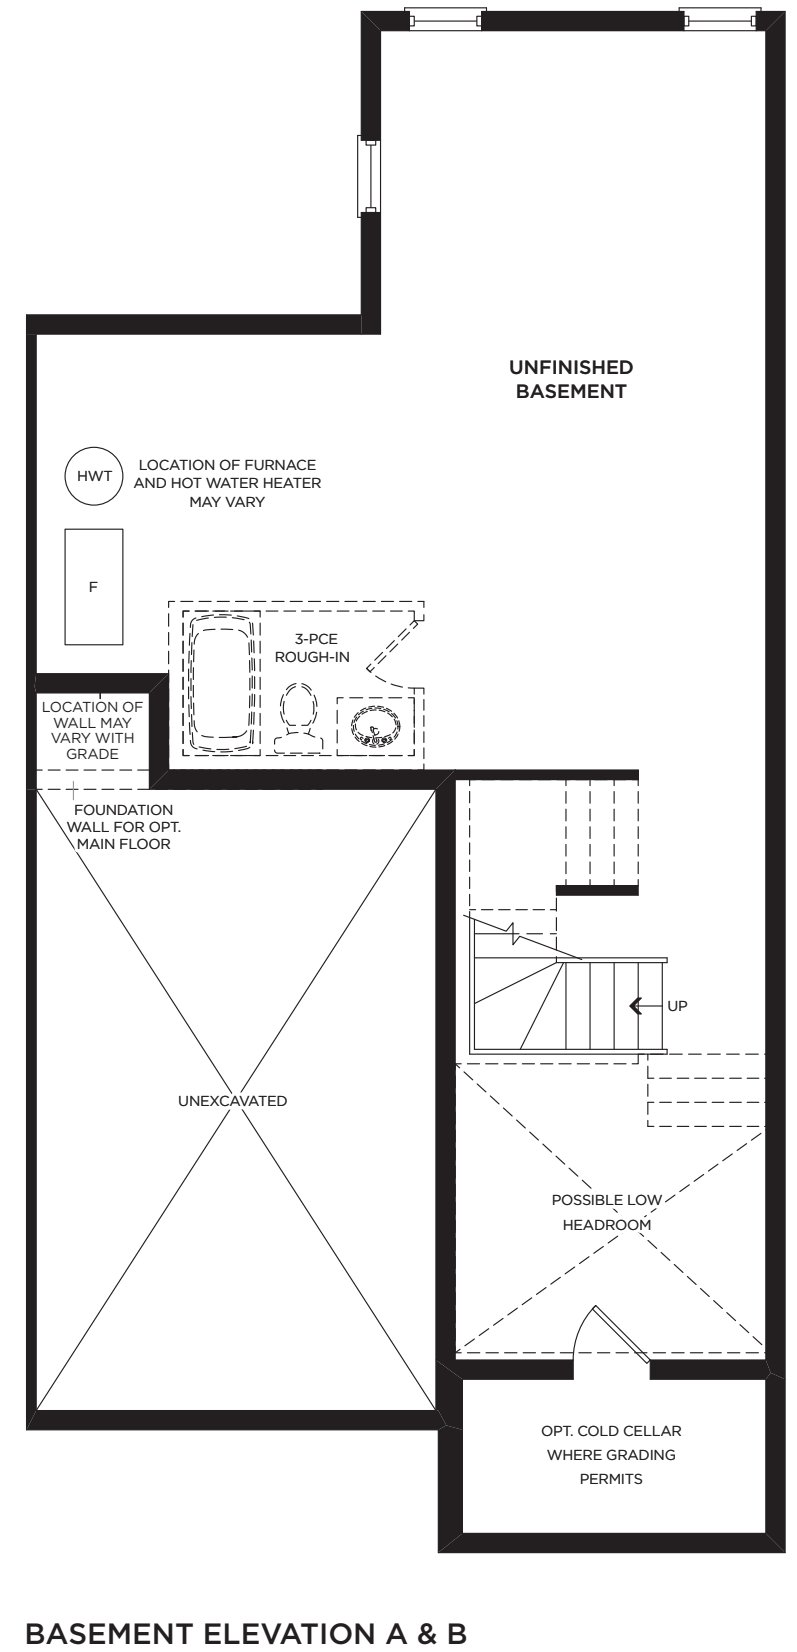 UNFINISHED
BASEMENT
HWT
LOCATION OF FURNACE
AND HOT WATER HEATER
MAY VARY
F
3-PCE
ROUGH-IN
LOCATION OF
WALL MAY
VARY WITH
GRADE
FOUNDATION
WALL FOR OPT.
MAIN FLOOR
UP
UNEXCAVATED
POSSIBLE LOW
HEADROOM
OPT. COLD CELLAR
WHERE GRADING
PERMITS
BASEMENT ELEVATION A & B